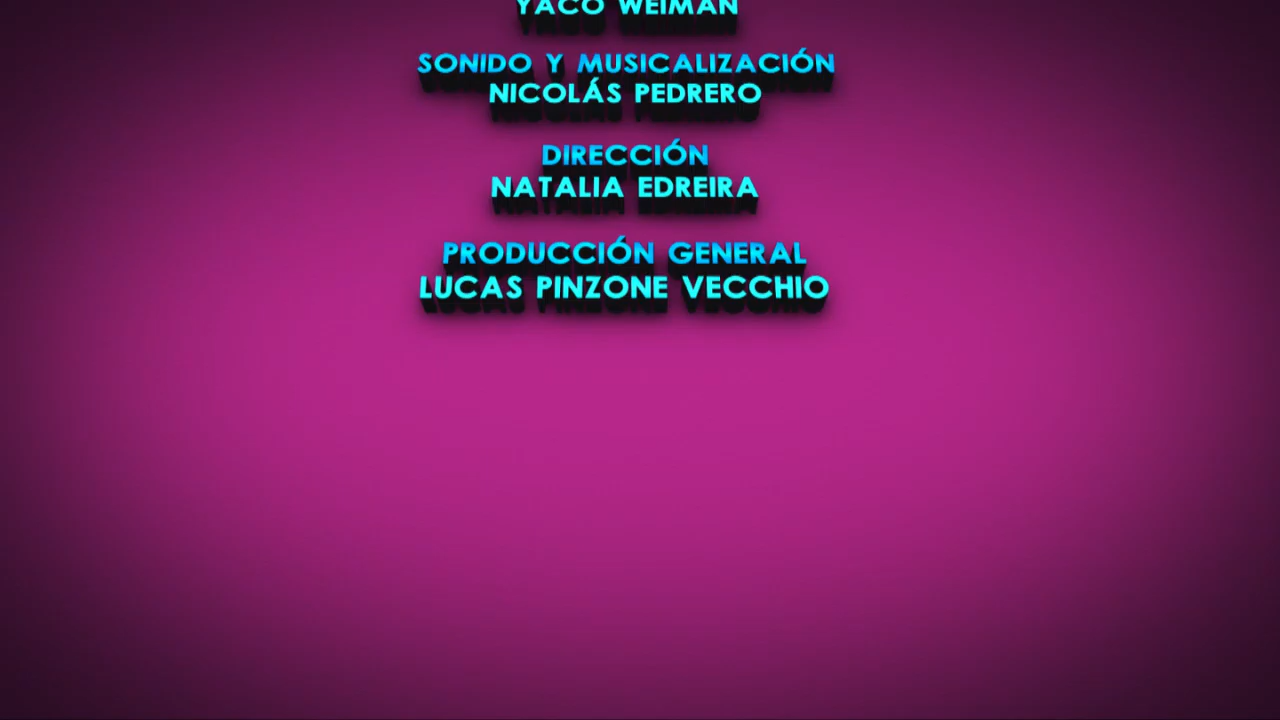 YACO WEIMAN
SONIDO Y MUSICALIZACIÓN
NICOLÁS PEDRERO
DIRECCIÓN
NATALIA EDREIRA
PRODUCCIÓN GENERAL
LUCAS PINZONE VECCHIO